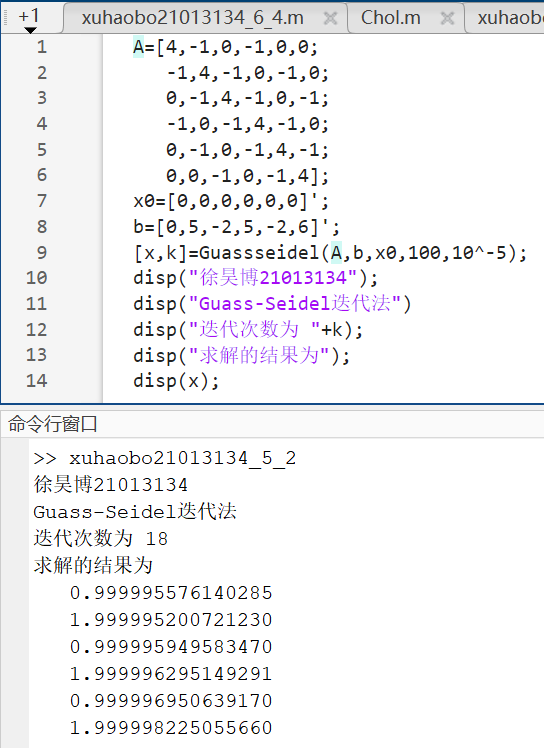 +1 xuhaobo21013134_6_4.m × Chol.m × xuhaobo
1 A=[4,-1,0,-1,0,0;
2 -1,4,-1,0,-1,0;
3 0,-1,4,-1,0,-1;
4 -1,0,-1,4,-1,0;
5 0,-1,0,-1,4,-1;
6 0,0,-1,0,-1,4];
7 x0=[0,0,0,0,0,0]';
8 b=[0,5,-2,5,-2,6]';
9 [x,k]=Guassseidel(A,b,x0,100,10^-5);
10 disp("徐昊博21013134");
11 disp("Guass-Seidel迭代法")
12 disp("迭代次数为 "+k);
13 disp("求解的结果为");
14 disp(x);
命令行窗口
>> xuhaobo21013134_5_2
徐昊博21013134
Guass-Seidel迭代法
迭代次数为 18
求解的结果为
0.999995576140285
1.999995200721230
0.999995949583470
1.999996295149291
0.999996950639170
1.999998225055660